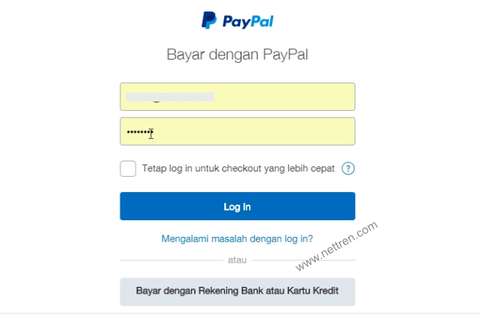 PayPal
Bayar dengan PayPal
Tetap log in untuk checkout yang lebih cepat ?
Log In
Mengalami masalah dengan log in?
www.nettren.com
atau
Bayar dengan Rekening Bank atau Kartu Kredit